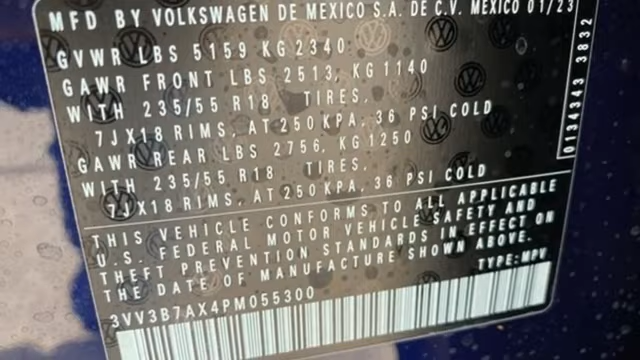 MFD BY VOLKSWAGEN DE MEXICO S.A. DE C.V. MEXICO 01/23
GVWR LBS 5159 KG 2340
GAWR FRONT LBS 2513, KG 1140
WITH 235/55 R18 TIRES,
7JX18 RIMS, AT 250 KPA, 36 PSI COLD
GAWR REAR LBS 2756, KG 1250
WITH 235/55 R18 TIRES,
7JX18 RIMS, AT 250 KPA, 36 PSI COLD
THIS VEHICLE CONFORMS TO ALL APPLICABLE
U.S. FEDERAL MOTOR VEHICLE SAFETY AND
THEFT PREVENTION STANDARDS IN EFFECT ON
THE DATE OF MANUFACTURE SHOWN ABOVE.
TYPE: MPV
3VV3B7AX4PM055300
0134343 3832